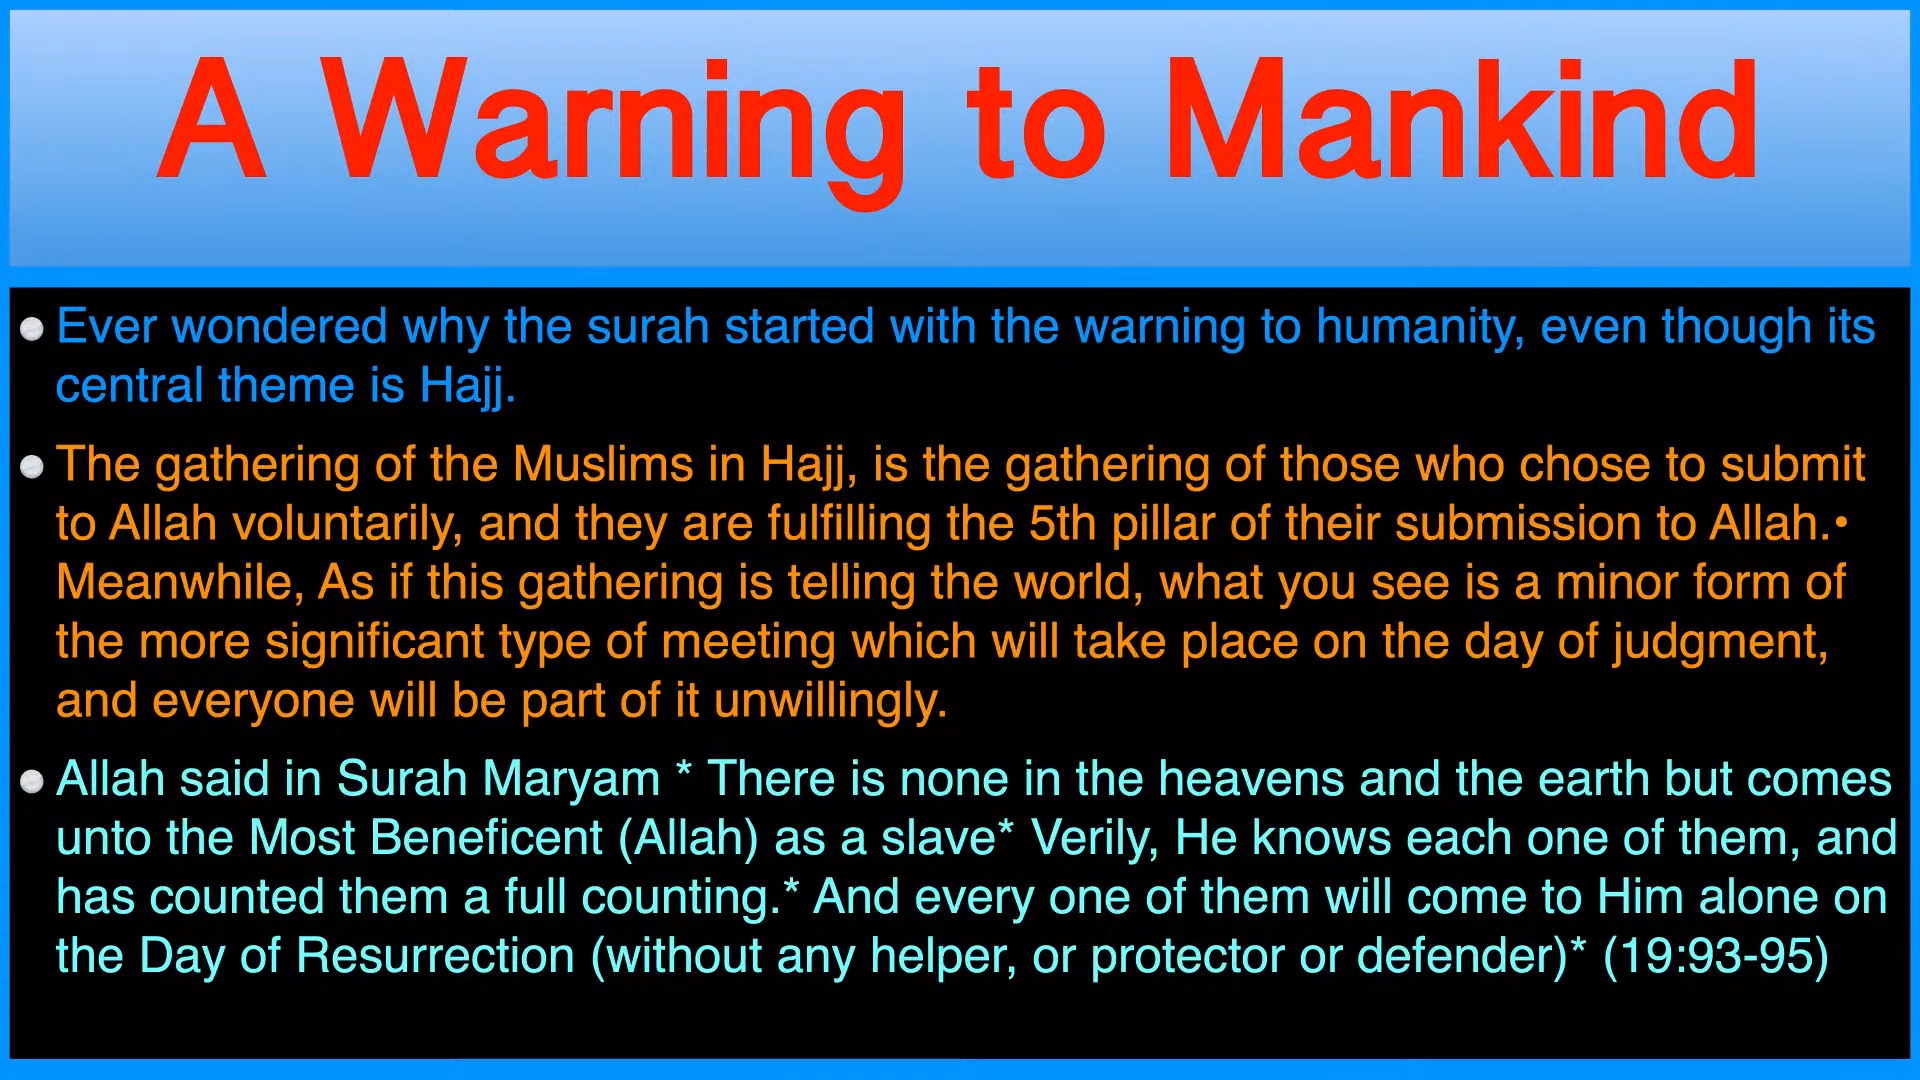 A Warning to Mankind
Ever wondered why the surah started with the warning to humanity, even though its
central theme is Hajj.
The gathering of the Muslims in Hajj, is the gathering of those who chose to submit
to Allah voluntarily, and they are fulfilling the 5th pillar of their submission to Allah.•
Meanwhile, As if this gathering is telling the world, what you see is a minor form of
the more significant type of meeting which will take place on the day of judgment,
and everyone will be part of it unwillingly.
Allah said in Surah Maryam * There is none in the heavens and the earth but comes
unto the Most Beneficent (Allah) as a slave* Verily, He knows each one of them, and
has counted them a full counting.* And every one of them will come to Him alone on
the Day of Resurrection (without any helper, or protector or defender)* (19:93-95)